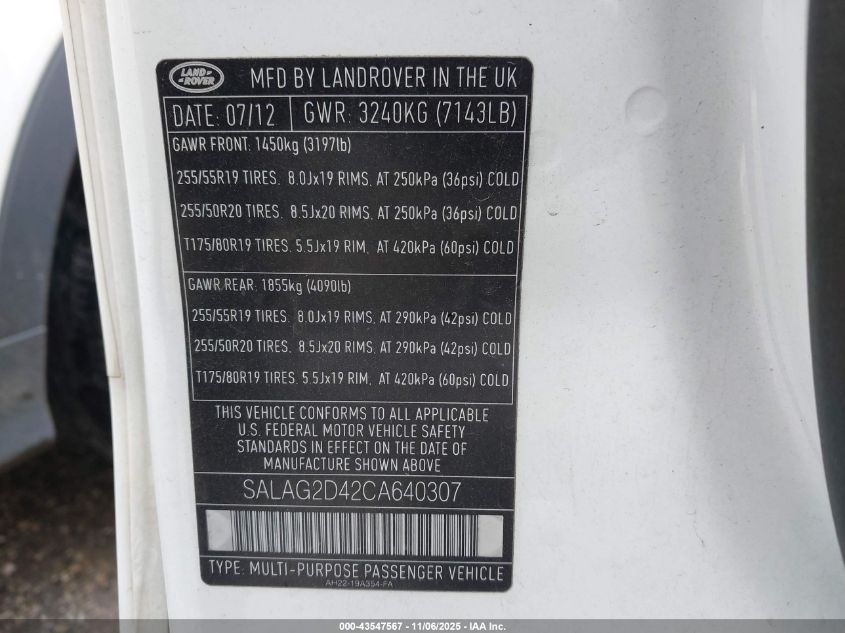 LAND
ROVER
MFD BY LANDROVER IN THE UK
DATE: 07/12 GWR: 3240KG (7143LB)
GAWR FRONT: 1450kg (3197lb)
255/55R19 TIRES. 8.0Jx19 RIMS. AT 250kPa (36psi) COLD
255/50R20 TIRES. 8.5Jx20 RIMS. AT 250kPa (36psi) COLD
T175/80R19 TIRES. 5.5Jx19 RIM. AT 420kPa (60psi) COLD
GAWR REAR: 1855kg (4090lb)
255/55R19 TIRES. 8.0Jx19 RIMS. AT 290kPa (42psi) COLD
255/50R20 TIRES. 8.5Jx20 RIMS. AT 290kPa (42psi) COLD
T175/80R19 TIRES. 5.5Jx19 RIM. AT 420kPa (60psi) COLD
THIS VEHICLE CONFORMS TO ALL APPLICABLE
U.S. FEDERAL MOTOR VEHICLE SAFETY
STANDARDS IN EFFECT ON THE DATE OF
MANUFACTURE SHOWN ABOVE
SALAG2D42CA640307
TYPE: MULTI-PURPOSE PASSENGER VEHICLE
AH22-19A354-FA
000-43547567 - 11/06/2025 - IAA Inc.